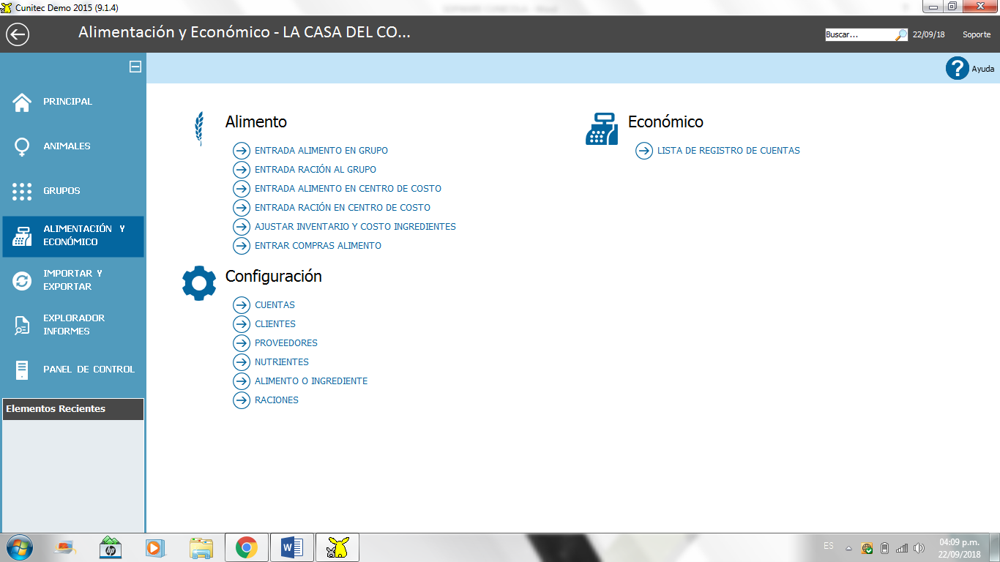 Cunitec Demo 2015 (9.1.4)
Alimentación y Económico - LA CASA DEL CO...
Buscar...
22/09/18
Soporte
Ayuda
PRINCIPAL
ANIMALES
GRUPOS
ALIMENTACIÓN Y
ECONÓMICO
IMPORTAR Y
EXPORTAR
EXPLORADOR
INFORMES
PANEL DE CONTROL
Elementos Recientes
Alimento
ENTRADA ALIMENTO EN GRUPO
ENTRADA RACIÓN AL GRUPO
ENTRADA ALIMENTO EN CENTRO DE COSTO
ENTRADA RACIÓN EN CENTRO DE COSTO
AJUSTAR INVENTARIO Y COSTO INGREDIENTES
ENTRAR COMPRAS ALIMENTO
Configuración
CUENTAS
CLIENTES
PROVEEDORES
NUTRIENTES
ALIMENTO O INGREDIENTE
RACIONES
Económico
LISTA DE REGISTRO DE CUENTAS
hp
W
ES
04:09 p.m.
22/09/2018